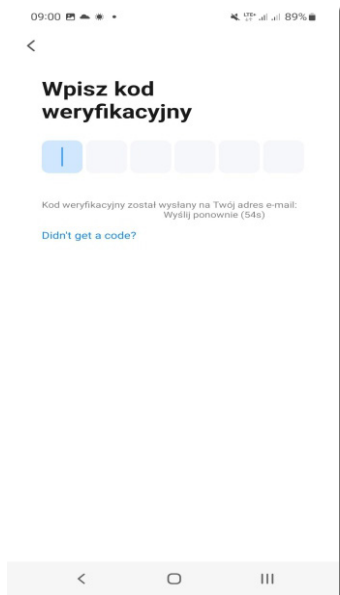 09:00 LTE+ 89%
Wpisz kod
weryfikacyjny
Kod weryfikacyjny został wysłany na Twój adres e-mail:
Wyślij ponownie (54s)
Didn't get a code?